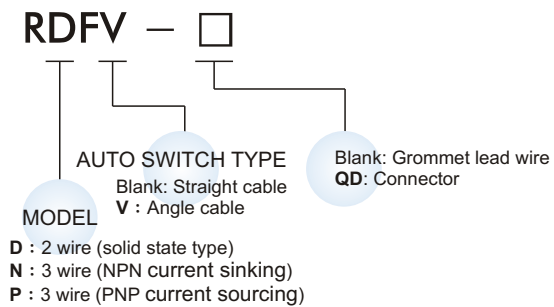 RDFV – □
AUTO SWITCH TYPE
Blank: Straight cable
V : Angle cable
Blank: Grommet lead wire
QD: Connector
MODEL
D : 2 wire (solid state type)
N : 3 wire (NPN current sinking)
P : 3 wire (PNP current sourcing)